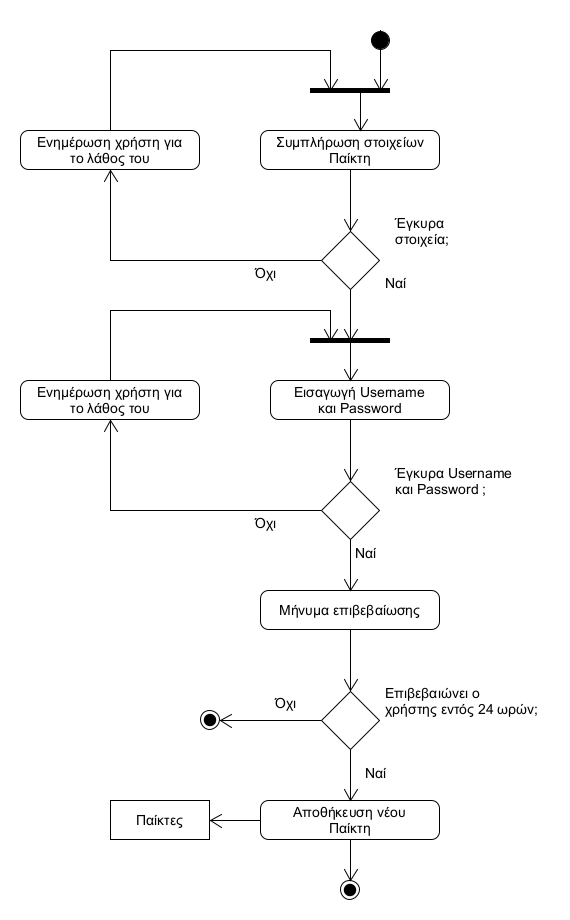 Ενημέρωση χρήστη για
το λάθος του
Συμπλήρωση στοιχείων
Παίκτη
Έγκυρα
στοιχεία;
Όχι
Ναί
Ενημέρωση χρήστη για
το λάθος του
Εισαγωγή Username
και Password
Έγκυρα Username
και Password ;
Όχι
Ναί
Μήνυμα επιβεβαίωσης
Επιβεβαιώνει ο
χρήστης εντός 24 ωρών;
Όχι
Ναί
Παίκτες
Αποθήκευση νέου
Παίκτη